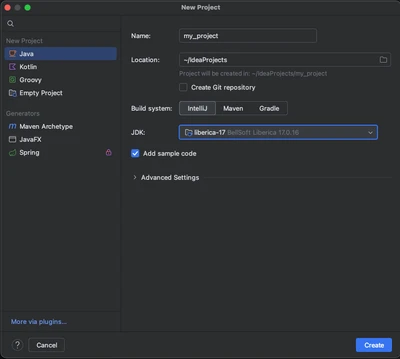 New Project
New Project
Java
Kotlin
Groovy
Empty Project
Generators
Maven Archetype
JavaFX
Spring
More via plugins...
Name: my_project
Location: ~/IdeaProjects
Project will be created in: ~/IdeaProjects/my_project
Create Git repository
Build system: IntelliJ Maven Gradle
JDK: liberica-17 BellSoft Liberica 17.0.16
Add sample code
Advanced Settings
? Cancel Create